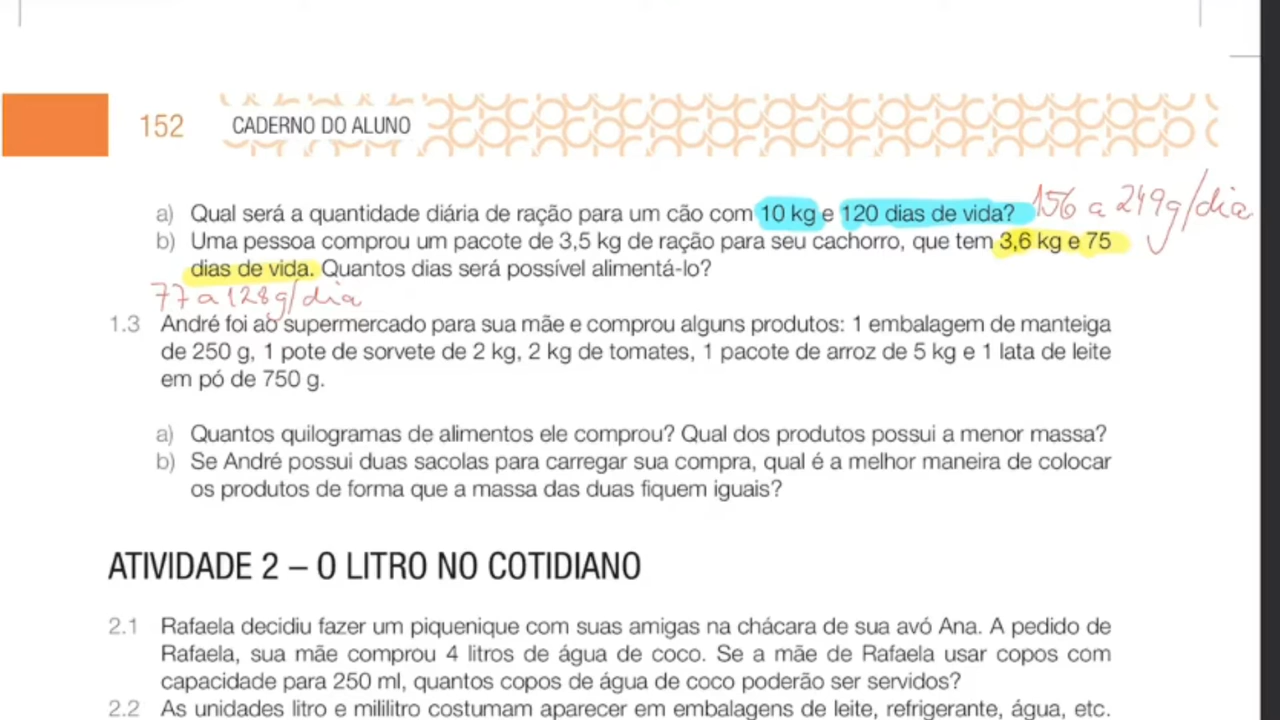 152 CADERNO DO ALUNO
a) Qual será a quantidade diária de ração para um cão com 10 kg e 120 dias de vida? 156 a 249g/dia
b) Uma pessoa comprou um pacote de 3,5 kg de ração para seu cachorro, que tem 3,6 kg e 75
dias de vida. Quantos dias será possível alimentá-lo?
77 a 128g/dia
1.3 André foi ao supermercado para sua mãe e comprou alguns produtos: 1 embalagem de manteiga
de 250 g, 1 pote de sorvete de 2 kg, 2 kg de tomates, 1 pacote de arroz de 5 kg e 1 lata de leite
em pó de 750 g.
a) Quantos quilogramas de alimentos ele comprou? Qual dos produtos possui a menor massa?
b) Se André possui duas sacolas para carregar sua compra, qual é a melhor maneira de colocar
os produtos de forma que a massa das duas fiquem iguais?
ATIVIDADE 2 – O LITRO NO COTIDIANO
2.1 Rafaela decidiu fazer um piquenique com suas amigas na chácara de sua avó Ana. A pedido de
Rafaela, sua mãe comprou 4 litros de água de coco. Se a mãe de Rafaela usar copos com
capacidade para 250 ml, quantos copos de água de coco poderão ser servidos?
2.2 As unidades litro e mililitro costumam aparecer em embalagens de leite, refrigerante, água, etc.